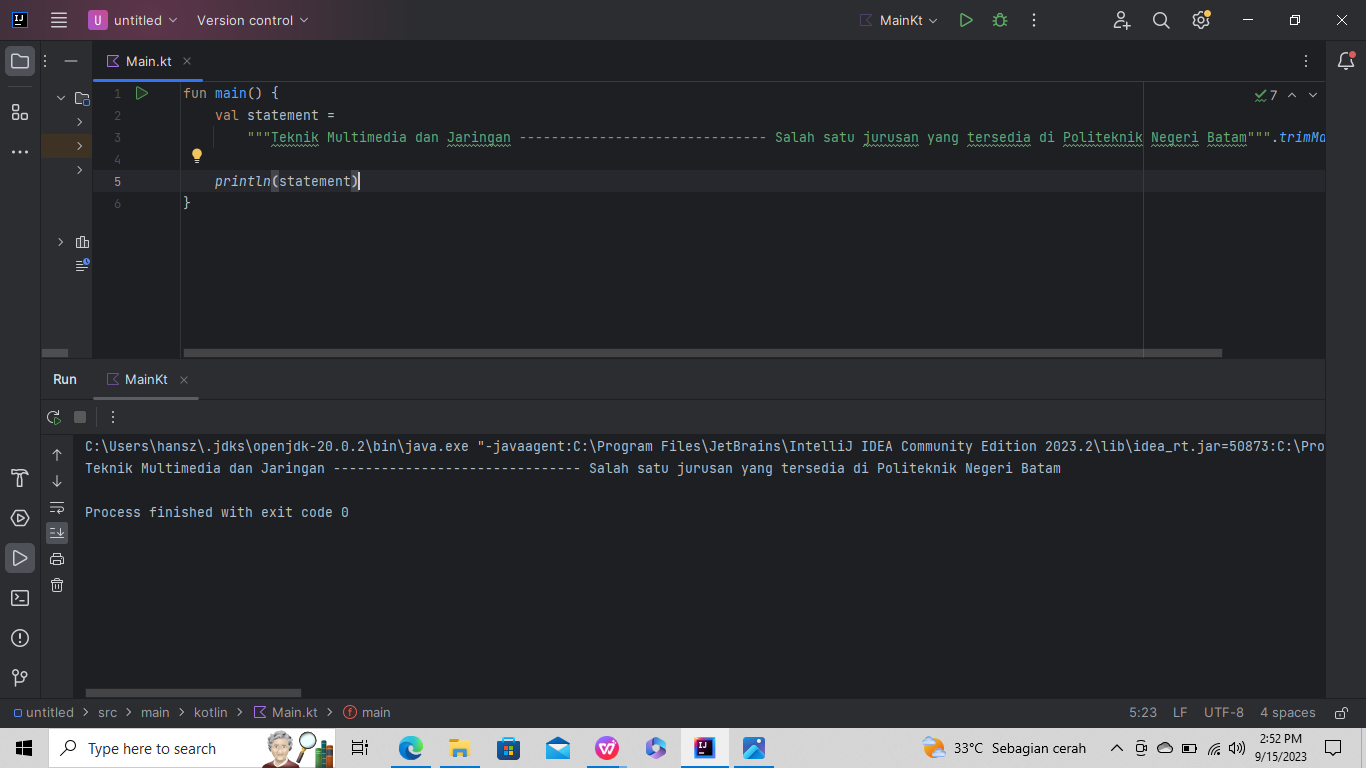 U untitled Version control MainKt
Main.kt
1 fun main() {
7
2 val statement =
3 """Teknik Multimedia dan Jaringan ------------------------------- Salah satu jurusan yang tersedia di Politeknik Negeri Batam""".trimMa
4
5 println(statement)
6 }
Run MainKt
C:\Users\hansz\.jdks\openjdk-20.0.2\bin\java.exe "-javaagent:C:\Program Files\JetBrains\IntelliJ IDEA Community Edition 2023.2\lib\idea_rt.jar=50873:C:\Pro
Teknik Multimedia dan Jaringan ------------------------------- Salah satu jurusan yang tersedia di Politeknik Negeri Batam
Process finished with exit code 0
untitled > src > main > kotlin > Main.kt > main 5:23 LF UTF-8 4 spaces
Type here to search 33°C Sebagian cerah 2:52 PM
9/15/2023